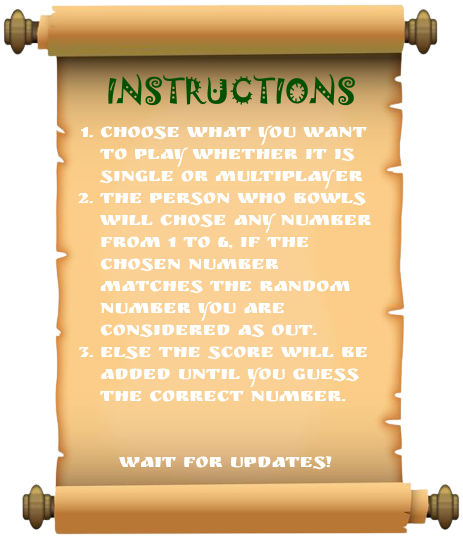 INSTRUCTIONS
1. CHOOSE WHAT YOU WANT
TO PLAY WHETHER IT IS
SINGLE OR MULTIPLAYER
2. THE PERSON WHO BOWLS
WILL CHOSE ANY NUMBER
FROM 1 TO 6, IF THE
CHOSEN NUMBER
MATCHES THE RANDOM
NUMBER YOU ARE
CONSIDERED AS OUT.
3. ELSE THE SCORE WILL BE
ADDED UNTIL YOU GUESS
THE CORRECT NUMBER.
WAIT FOR UPDATES!